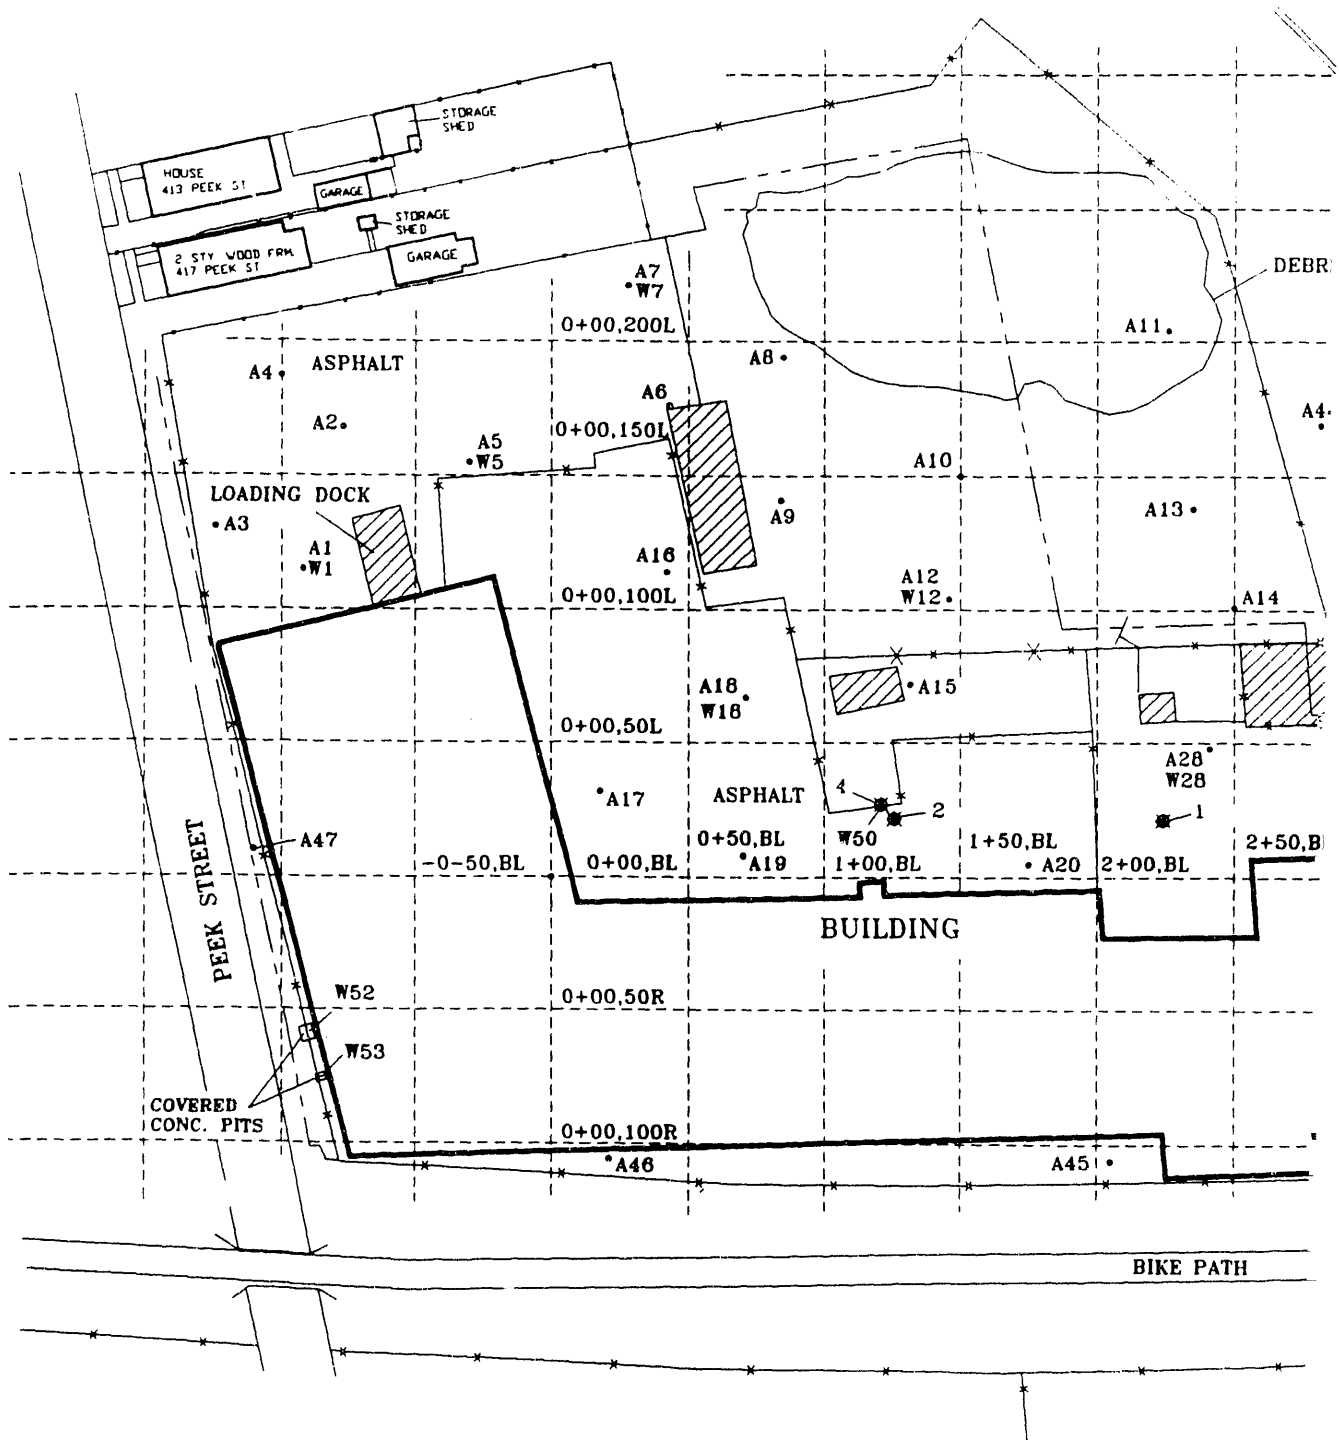 STORAGE
SHED
HOUSE
413 PEEK ST
GARAGE
STORAGE
SHED
2 STY WOOD FRM
417 PEEK ST
GARAGE
A7
W7
0+00,200L
A11
A8
A4
ASPHALT
A6
A2
0+00,150L
A5
W5
A10
LOADING DOCK
A3
A9
A13
A1
W1
A16
A12
W12
0+00,100L
A14
A18
W18
A15
0+00,50L
A28
W28
A17
ASPHALT
4
2
1
W50
A47
0+50,BL
1+50,BL
-0-50,BL
0+00,BL
A19
1+00,BL
A20
2+00,BL
PEEK STREET
BUILDING
W52
0+00,50R
W53
COVERED
CONC. PITS
0+00,100R
A46
A45
BIKE PATH